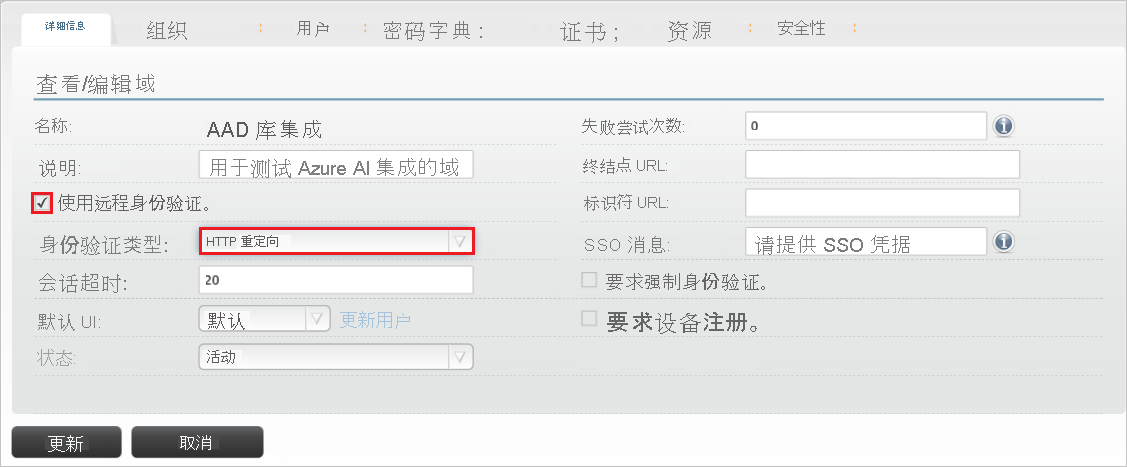 详细信息 组织 用户 密码字典： 证书； 资源 安全性
查看/编辑域
名称: AAD 库集成 失败尝试次数: 0
说明: 用于测试 Azure AI 集成的域 终结点 URL:
使用远程身份验证。 标识符 URL:
身份验证类型: HTTP 重定向 SSO 消息: 请提供 SSO 凭据
会话超时: 20 要求强制身份验证。
默认 UI: 默认 更新用户 要求设备注册。
状态: 活动
更新 取消